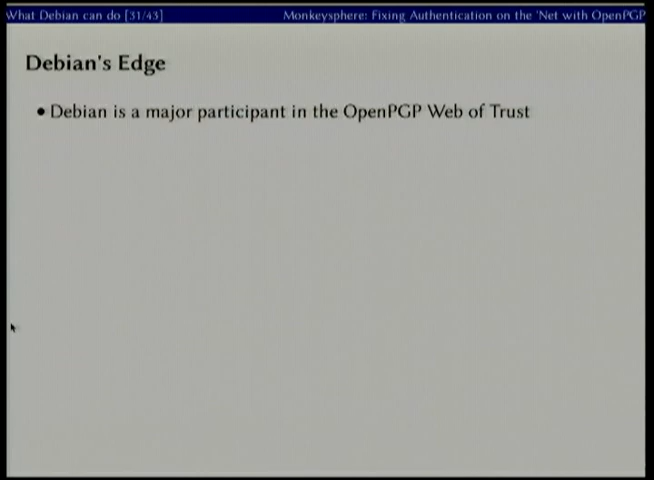 What Debian can do [31/43]
Monkeysphere: Fixing Authentication on the 'Net with OpenPGP
Debian's Edge
• Debian is a major participant in the OpenPGP Web of Trust